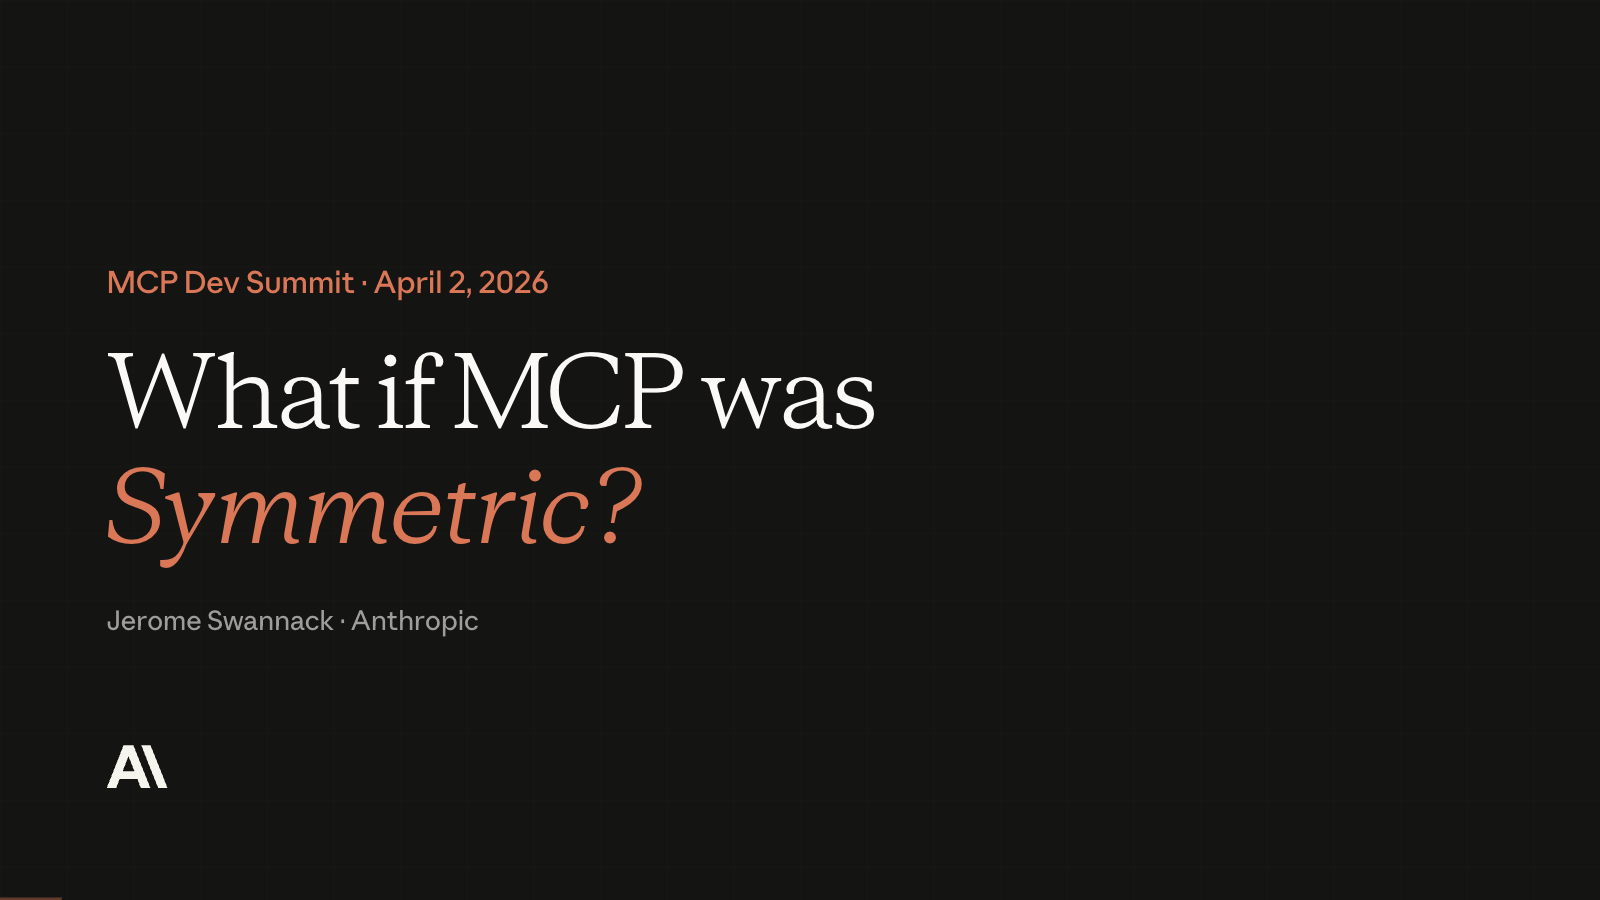 MCP Dev Summit · April 2, 2026
What if MCP was
Symmetric?
Jerome Swannack · Anthropic
A\